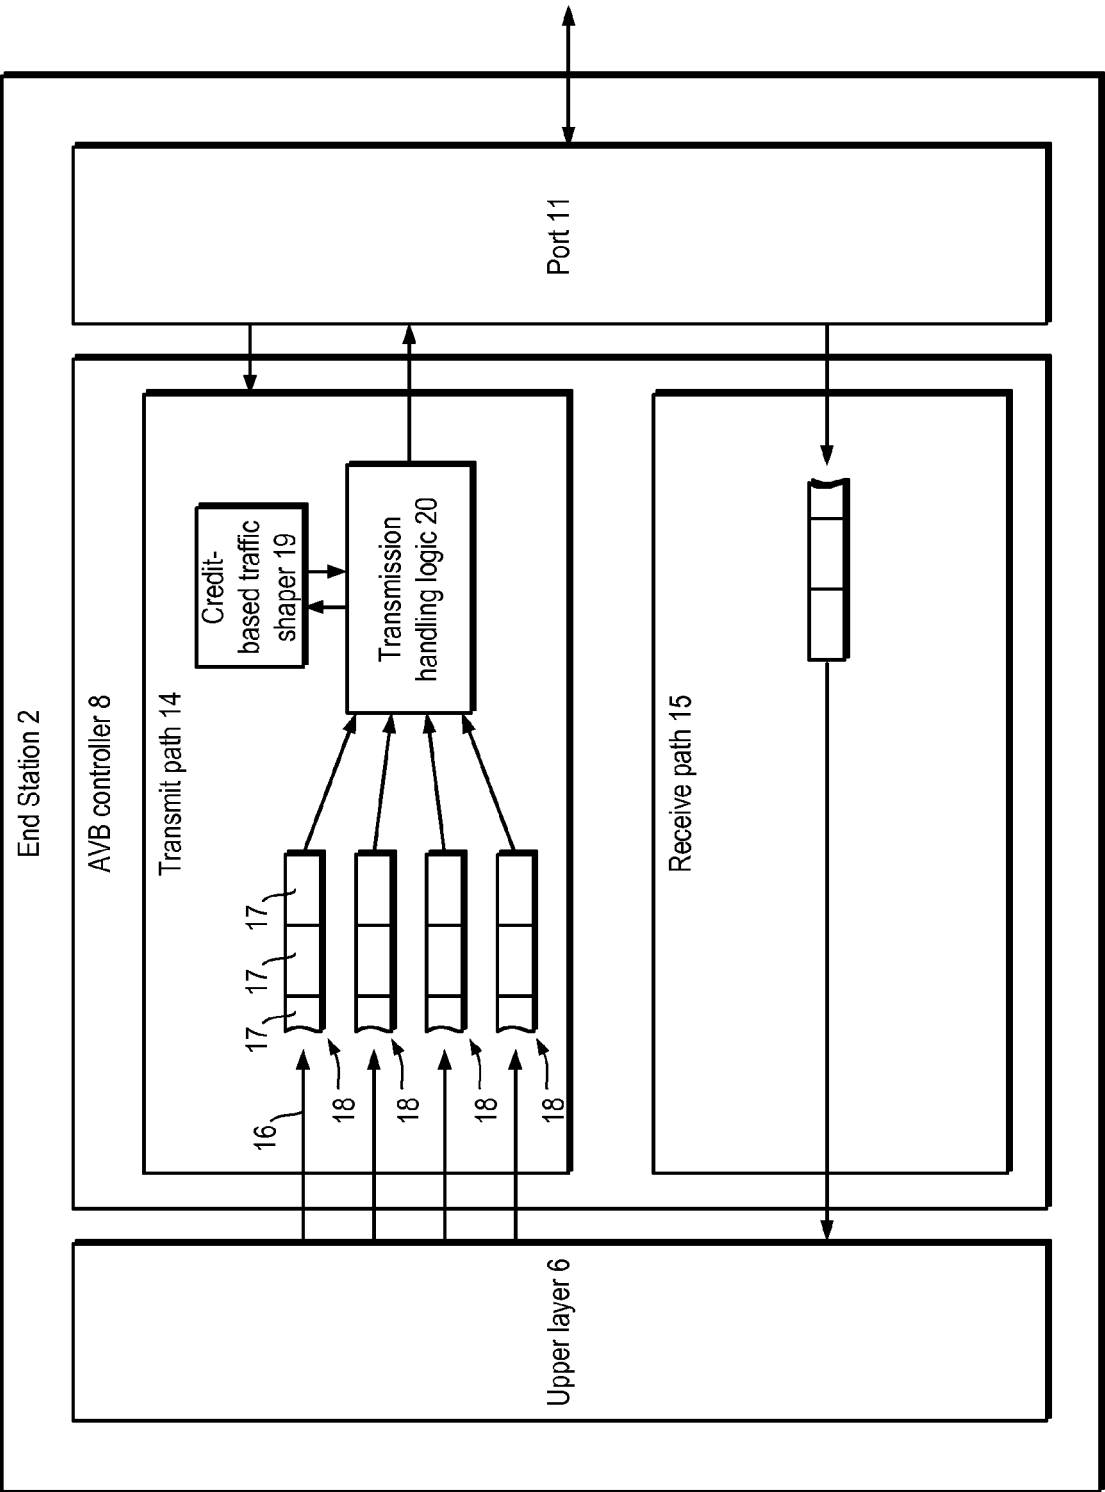 End Station 2
AVB controller 8
Transmit path 14
Credit-
based traffic
shaper 19
Transmission
handling logic 20
17
17
17
16
18
18
18
18
Receive path 15
Upper layer 6
Port 11